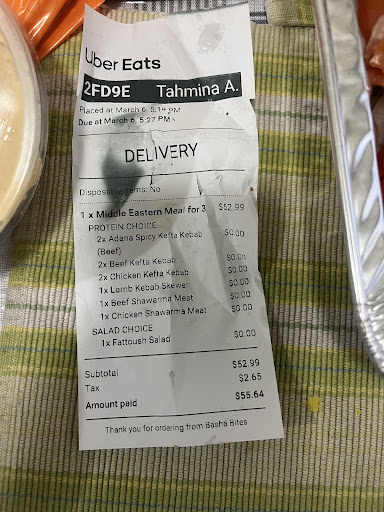 Uber Eats
2FD9E Tahmina A.
Placed at March 6, 5:14 PM
Due at March 6, 5:27 PM
DELIVERY
Disposable items: No
1 x Middle Eastern Meal for 3 $52.99
PROTEIN CHOICE
2x Adana Spicy Kefta Kebab $0.00
(Beef)
2x Beef Kefta Kebab $0.00
2x Chicken Kefta Kebab $0.00
1x Lamb Kebab Skewer $0.00
1x Beef Shawarma Meat $0.00
1x Chicken Shawarma Meat $0.00
SALAD CHOICE
1x Fattoush Salad $0.00
Subtotal $52.99
Tax $2.65
Amount paid $55.64
Thank you for ordering from Basha Bites